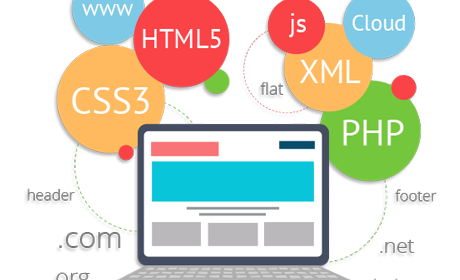 www
HTML5
js
Cloud
CSS3
XML
flat
PHP
header
footer
.com
.net
.org